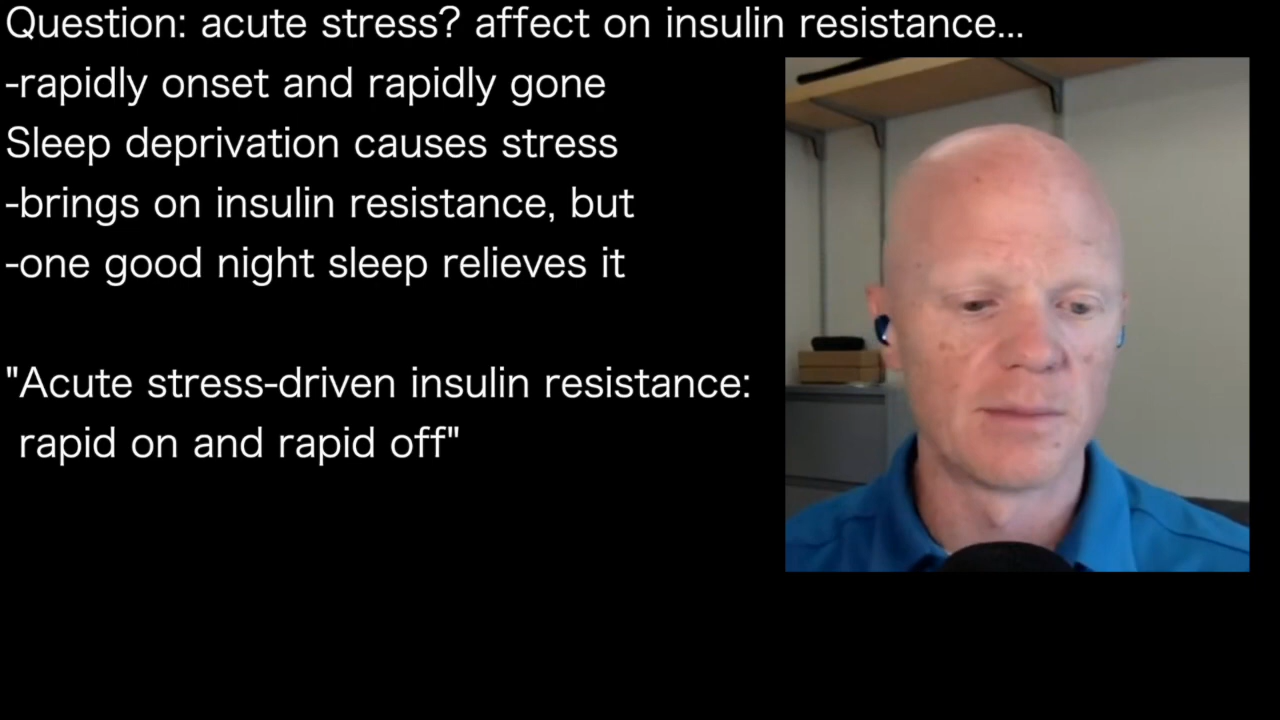 Question: acute stress? affect on insulin resistance...
-rapidly onset and rapidly gone
Sleep deprivation causes stress
-brings on insulin resistance, but
-one good night sleep relieves it
"Acute stress-driven insulin resistance:
rapid on and rapid off"